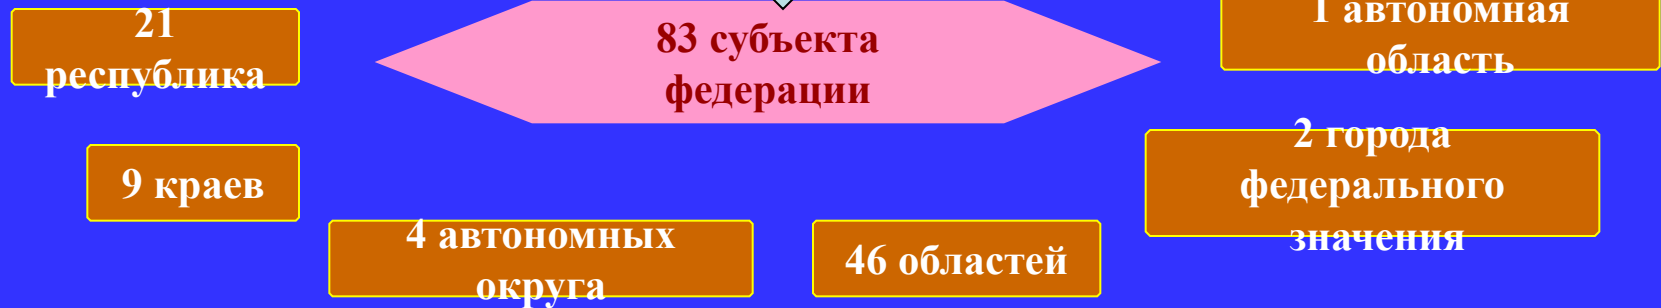 21
республика
83 субъекта
федерации
1 автономная
область
9 краев
2 города
федерального
значения
4 автономных
округа
46 областей